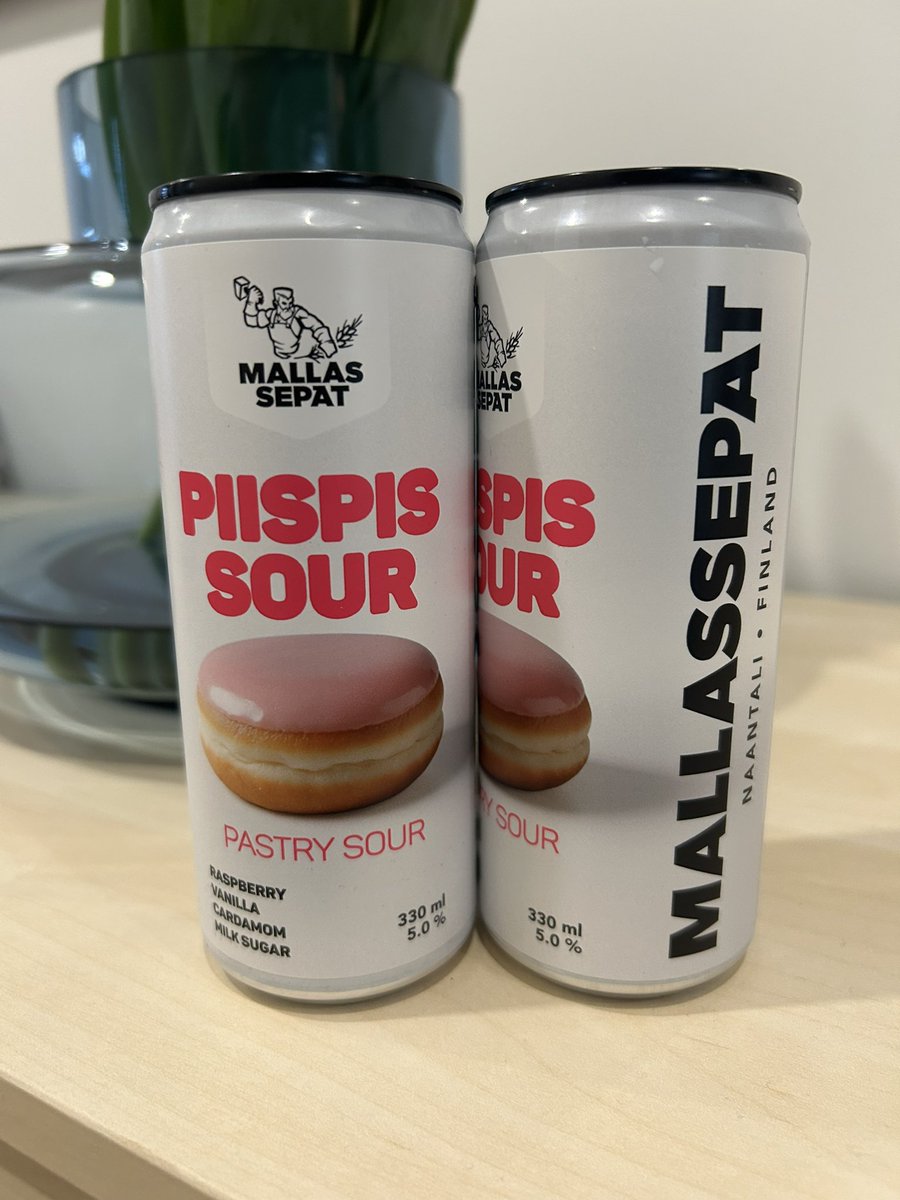 MALLAS
SEPAT
PIISPIS
SOUR
PASTRY SOUR
RASPBERRY
VANILLA
CARDAMOM
MILK SUGAR
330 ml
5.0 %
ALLAS
SEPAT
SPIS
OUR
RY SOUR
330 ml
5.0 %
MALLASSEPAT
NAANTALI • FINLAND